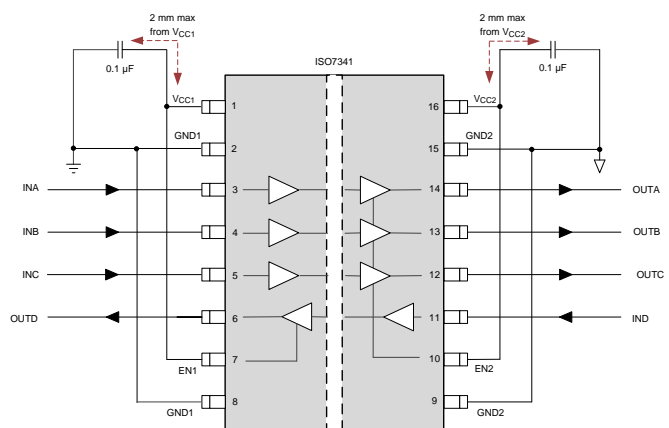 2 mm max
from VCC1
2 mm max
from VCC2
0.1 µF
0.1 µF
ISO7341
VCC1
1
16
VCC2
GND1
2
15
GND2
INA
3
14
OUTA
INB
4
13
OUTB
INC
5
12
OUTC
OUTD
6
11
IND
EN1
7
10
EN2
GND1
8
9
GND2